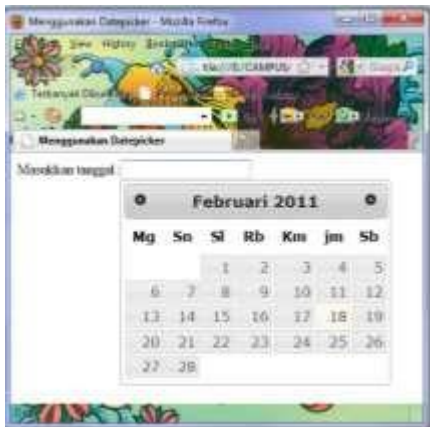 Menggunakan Datepicker - Mozilla Firefox
View History
file:///E:/CAMPUS/
Menggunakan Datepicker
Masukkan tanggal :
Februari 2011
Mg Sn Sl Rb Km jm Sb
1 2 3 4 5
6 7 8 9 10 11 12
13 14 15 16 17 18 19
20 21 22 23 24 25 26
27 28